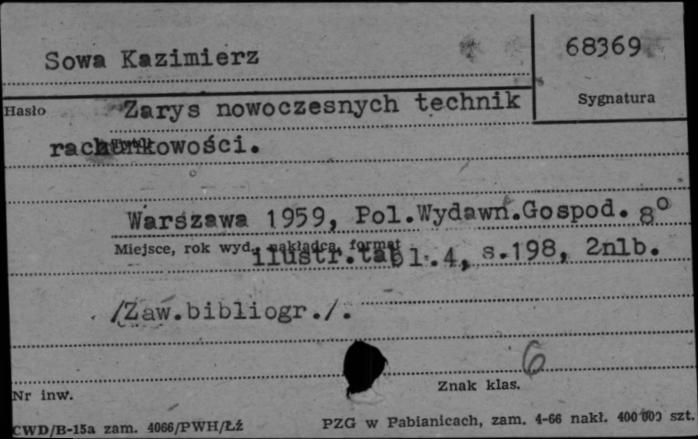 Sowa Kazimierz
68369
Hasło
Sygnatura
Zarys nowoczesnych technik
rachunkowości.
Warszawa 1959, Pol.Wydawn.Gospod. 8°
Miejsce, rok wyd., nakładca, format
ilustr.tabl.4, s.198, 2nlb.
/Zaw.bibliogr./.
6
Nr inw.
Znak klas.
CWD/B-15a zam. 4066/PWH/Łź
PZG w Pabianicach, zam. 4-66 nakł. 400 000 szt.